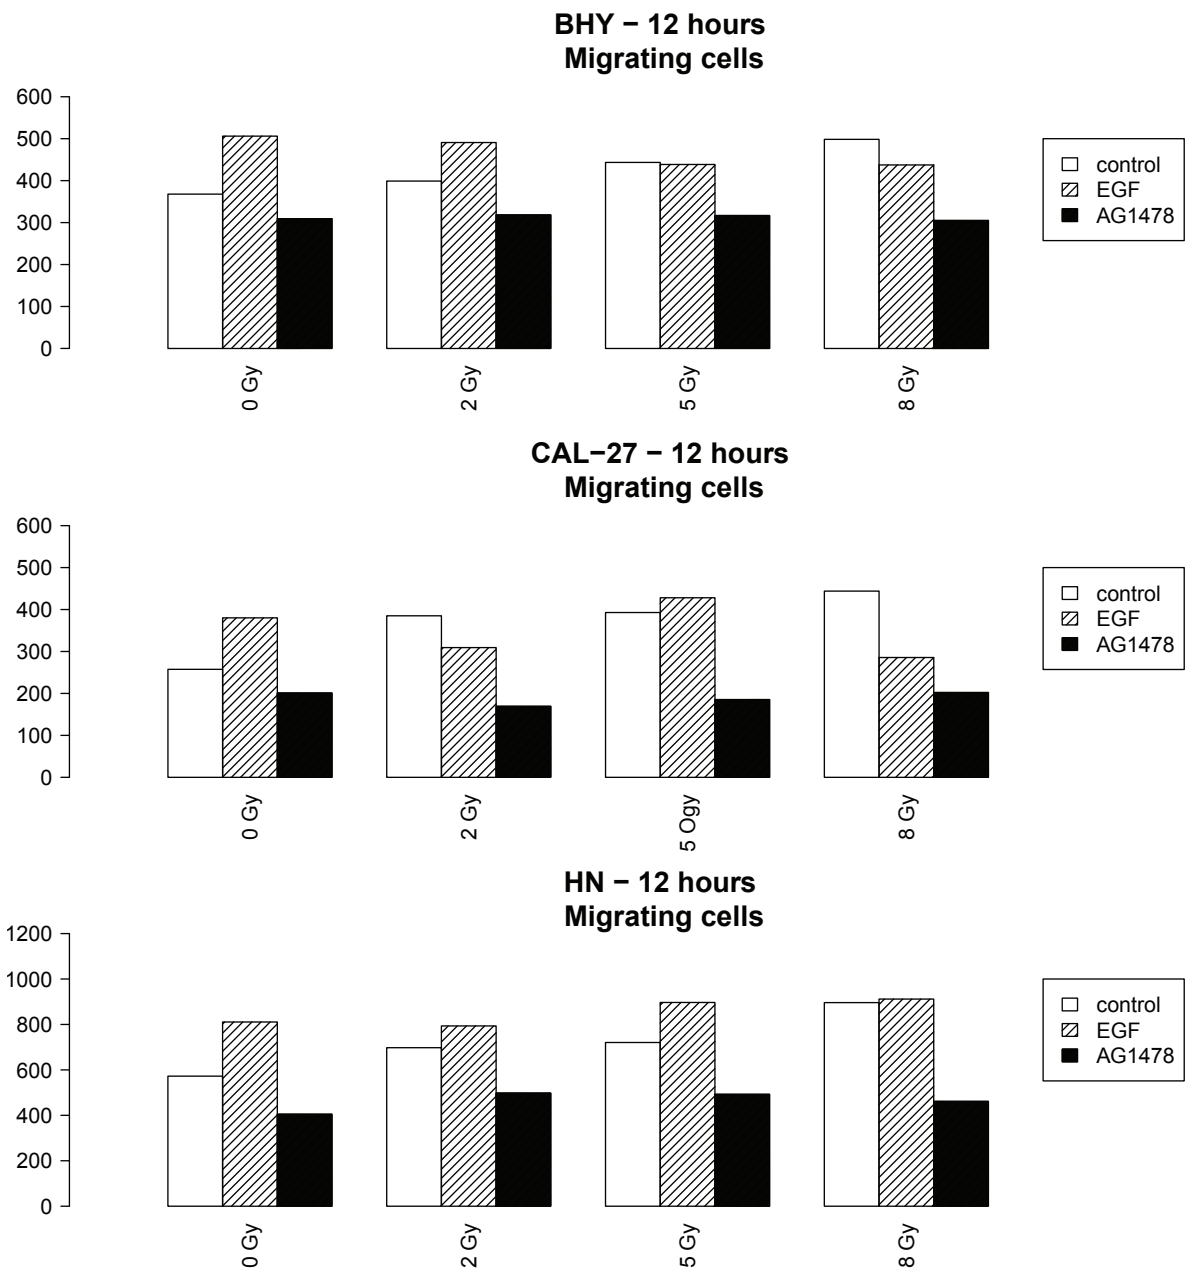 BHY − 12 hours
Migrating cells
600
500
400
300
200
100
0
control
EGF
AG1478
0 Gy
2 Gy
5 Gy
8 Gy
CAL−27 − 12 hours
Migrating cells
600
500
400
300
200
100
0
control
EGF
AG1478
0 Gy
2 Gy
5 Ogy
8 Gy
HN − 12 hours
Migrating cells
1200
1000
800
600
400
200
0
control
EGF
AG1478
0 Gy
2 Gy
5 Gy
8 Gy